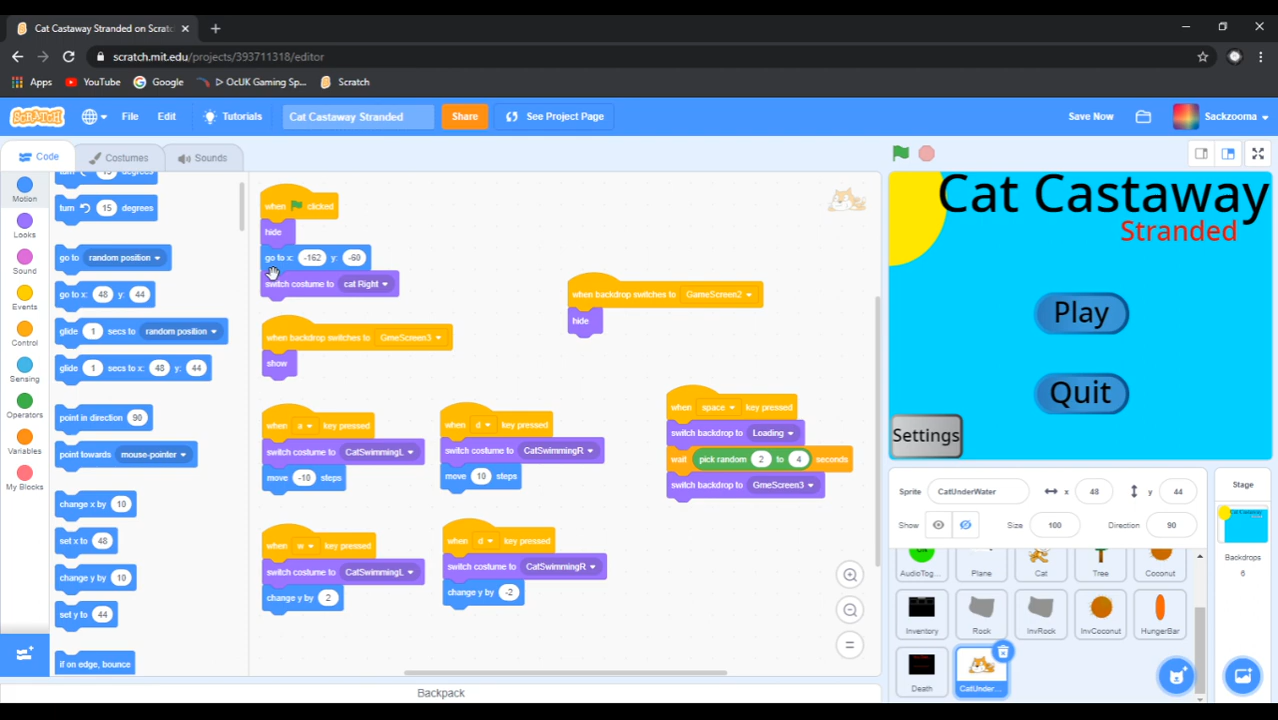 Cat Castaway Stranded on Scratc
scratch.mit.edu/projects/393711318/editor
Apps YouTube Google ▷ OcUK Gaming Sp... Scratch
SCRATCH File Edit Tutorials Cat Castaway Stranded Share See Project Page Save Now Sackzooma
Code Costumes Sounds
Motion
Looks
Sound
Events
Control
Sensing
Operators
Variables
My Blocks
turn 15 degrees
turn 15 degrees
go to random position
go to x: 48 y: 44
glide 1 secs to random position
glide 1 secs to x: 48 y: 44
point in direction 90
point towards mouse-pointer
change x by 10
set x to 48
change y by 10
set y to 44
if on edge, bounce
when clicked
hide
go to x: -162 y: -60
switch costume to cat Right
when backdrop switches to GmeScreen3
show
when backdrop switches to GameScreen2
hide
when a key pressed
switch costume to CatSwimmingL
move -10 steps
when d key pressed
switch costume to CatSwimmingR
move 10 steps
when space key pressed
switch backdrop to Loading
wait pick random 2 to 4 seconds
switch backdrop to GmeScreen3
when w key pressed
switch costume to CatSwimmingL
change y by 2
when d key pressed
switch costume to CatSwimmingR
change y by -2
Backpack
Cat Castaway
Stranded
Play
Quit
Settings
Sprite CatUnderWater x 48 y 44
Show Size 100 Direction 90
Stage
Backdrops
6
ON
AudioTog... Plane Cat Tree Coconut
Inventory Rock InvRock InvCoconut HungerBar
Death CatUnder...